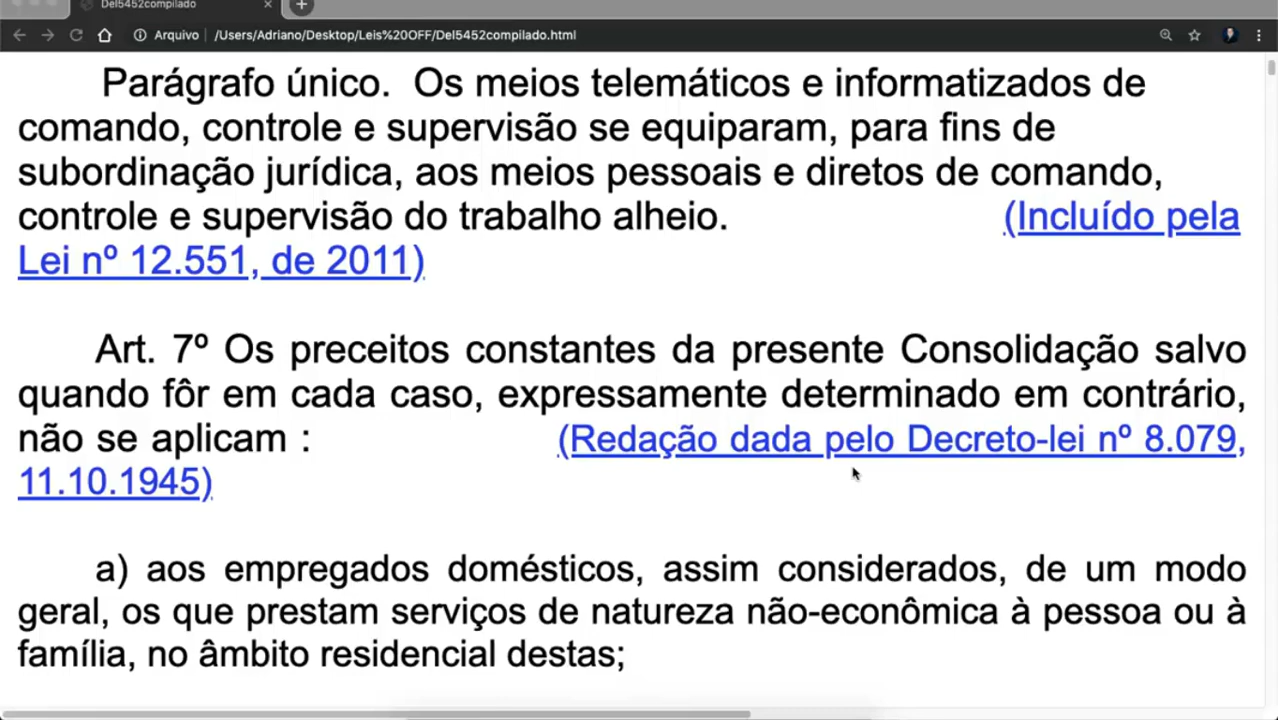 Del5452compilado
Arquivo /Users/Adriano/Desktop/Leis%20OFF/Del5452compilado.html
Parágrafo único. Os meios telemáticos e informatizados de
comando, controle e supervisão se equiparam, para fins de
subordinação jurídica, aos meios pessoais e diretos de comando,
controle e supervisão do trabalho alheio. (Incluído pela
Lei nº 12.551, de 2011)
Art. 7º Os preceitos constantes da presente Consolidação salvo
quando fôr em cada caso, expressamente determinado em contrário,
não se aplicam : (Redação dada pelo Decreto-lei nº 8.079,
11.10.1945)
a) aos empregados domésticos, assim considerados, de um modo
geral, os que prestam serviços de natureza não-econômica à pessoa ou à
família, no âmbito residencial destas;